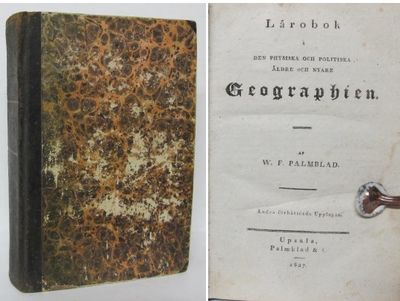 Lärobok
i
DEN PHYSISKA OCH POLITISKA
ÄLDRE OCH NYARE
Geographien.
AF
W. F. PALMBLAD.
Andra förbättrade Upplagan.
Upsala,
Palmblad & C.
1827.